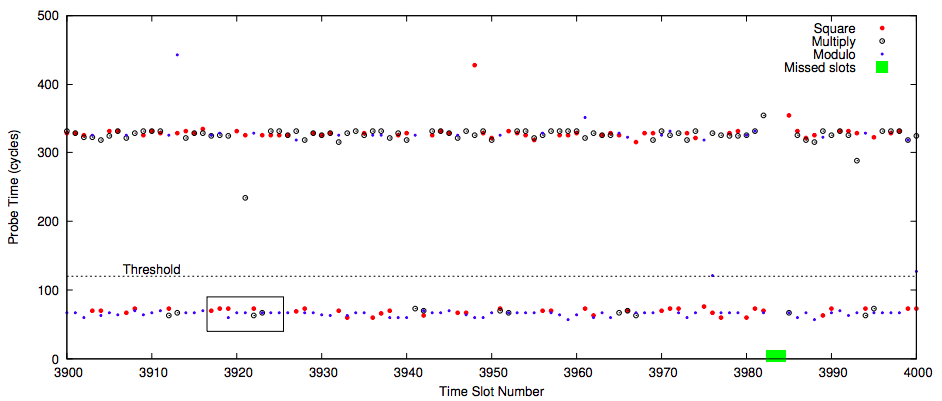 500
400
300
200
100
0
Probe Time (cycles)
Square
Multiply
Modulo
Missed slots
Threshold
3900 3910 3920 3930 3940 3950 3960 3970 3980 3990 4000
Time Slot Number